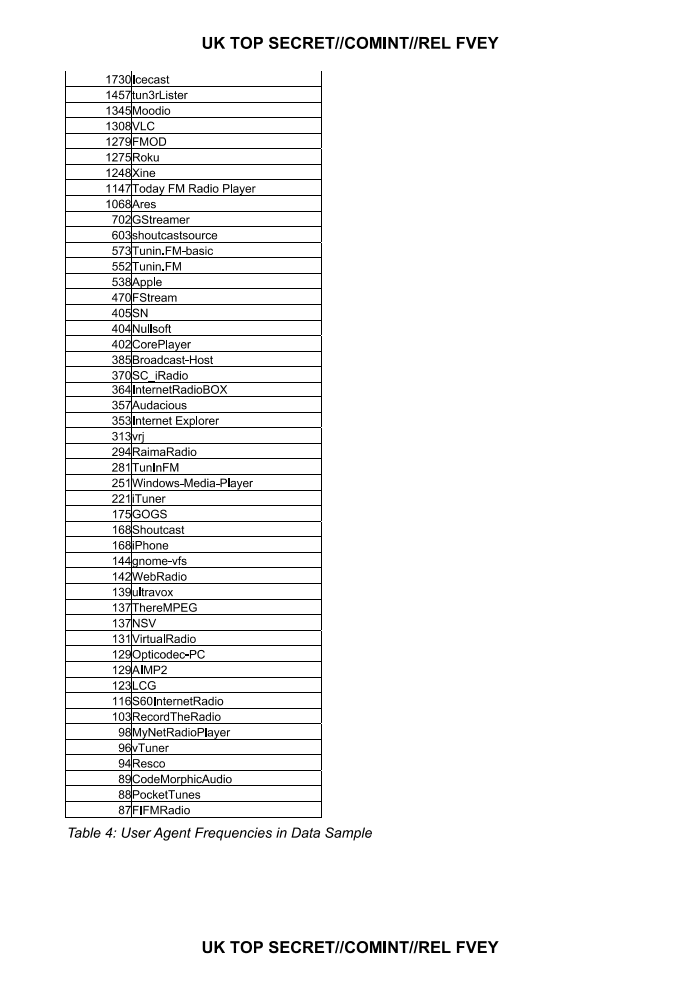 UK TOP SECRET//COMINT//REL FVEY
1730 Icecast
1457 tun3rLister
1345 Moodio
1308 VLC
1279 FMOD
1275 Roku
1248 Xine
1147 Today FM Radio Player
1068 Ares
702 GStreamer
603 shoutcastsource
573 Tunin.FM-basic
552 Tunin.FM
538 Apple
470 FStream
405 SN
404 Nullsoft
402 CorePlayer
385 Broadcast-Host
370 SC_iRadio
364 InternetRadioBOX
357 Audacious
353 Internet Explorer
313 vrj
294 RaimaRadio
281 TunInFM
251 Windows-Media-Player
221 iTuner
175 GOGS
168 Shoutcast
168 iPhone
144 gnome-vfs
142 WebRadio
139 ultravox
137 ThereMPEG
137 NSV
131 VirtualRadio
129 Opticodec-PC
129 AIMP2
123 LCG
116 S60InternetRadio
103 RecordTheRadio
98 MyNetRadioPlayer
96 vTuner
94 Resco
89 CodeMorphicAudio
88 PocketTunes
87 FIFMRadio
Table 4: User Agent Frequencies in Data Sample
UK TOP SECRET//COMINT//REL FVEY